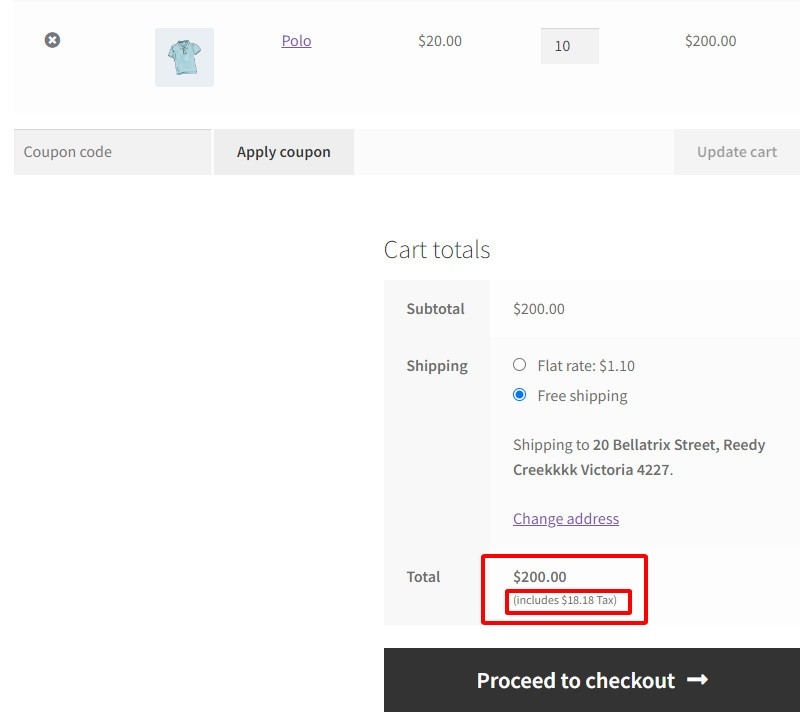 Polo $20.00 10 $200.00
Coupon code Apply coupon Update cart
Cart totals
Subtotal $200.00
Shipping Flat rate: $1.10
Free shipping
Shipping to 20 Bellatrix Street, Reedy
Creekkkk Victoria 4227.
Change address
Total $200.00
(includes $18.18 Tax)
Proceed to checkout →